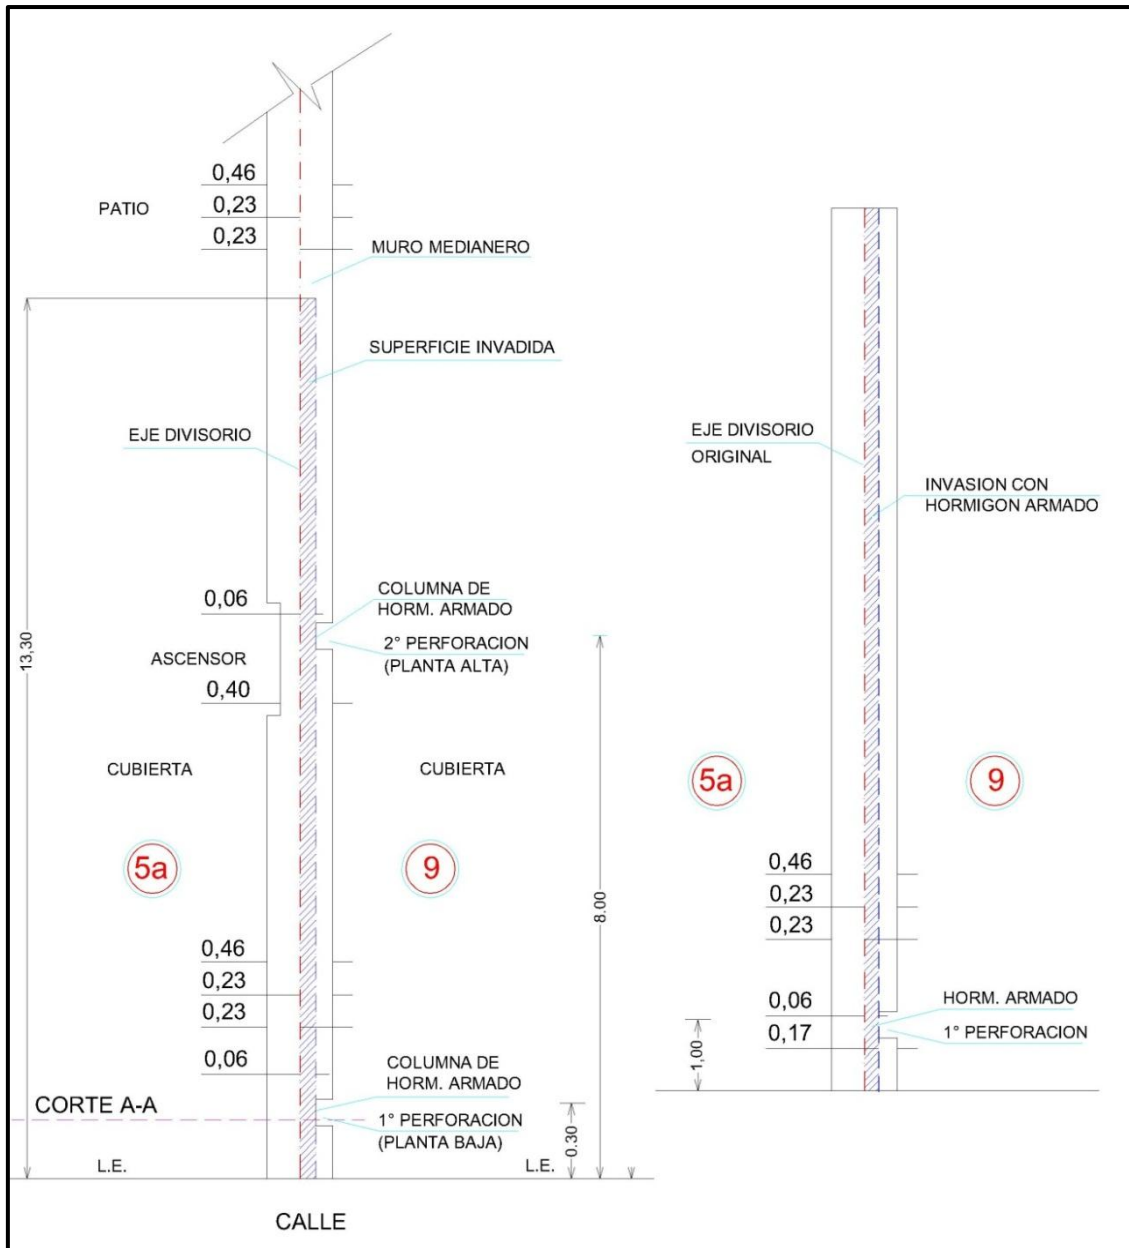 0,46
PATIO
0,23
0,23
MURO MEDIANERO
SUPERFICIE INVADIDA
EJE DIVISORIO
13,30
0,06
COLUMNA DE
HORM. ARMADO
ASCENSOR
2° PERFORACION
(PLANTA ALTA)
0,40
CUBIERTA
CUBIERTA
5a
9
8.00
0,46
0,23
0,23
0,06
COLUMNA DE
HORM. ARMADO
CORTE A-A
1° PERFORACION
(PLANTA BAJA)
0.30
L.E.
L.E.
CALLE
EJE DIVISORIO
ORIGINAL
INVASION CON
HORMIGON ARMADO
5a
9
0,46
0,23
0,23
0,06
HORM. ARMADO
0,17
1° PERFORACION
1,00